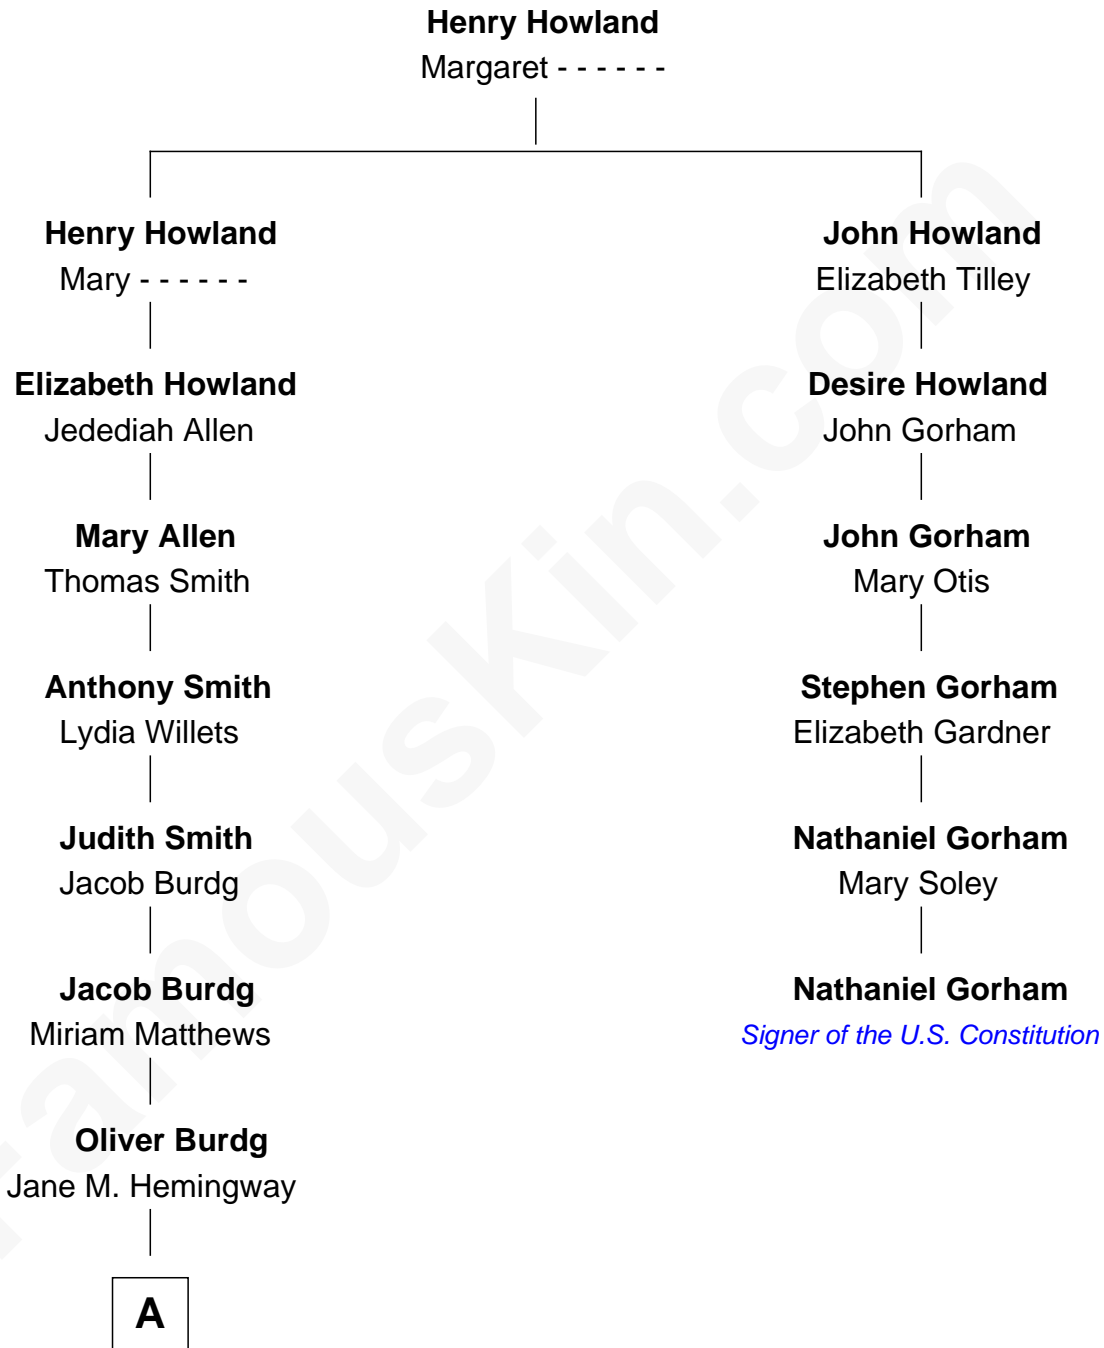 Henry Howland
Margaret - - - - - -
Henry Howland
Mary - - - - - -
John Howland
Elizabeth Tilley
Elizabeth Howland
Jedediah Allen
Desire Howland
John Gorham
Mary Allen
Thomas Smith
John Gorham
Mary Otis
Anthony Smith
Lydia Willets
Stephen Gorham
Elizabeth Gardner
Judith Smith
Jacob Burdg
Nathaniel Gorham
Mary Soley
Jacob Burdg
Miriam Matthews
Nathaniel Gorham
Signer of the U.S. Constitution
Oliver Burdg
Jane M. Hemingway
A
FamousKin.com